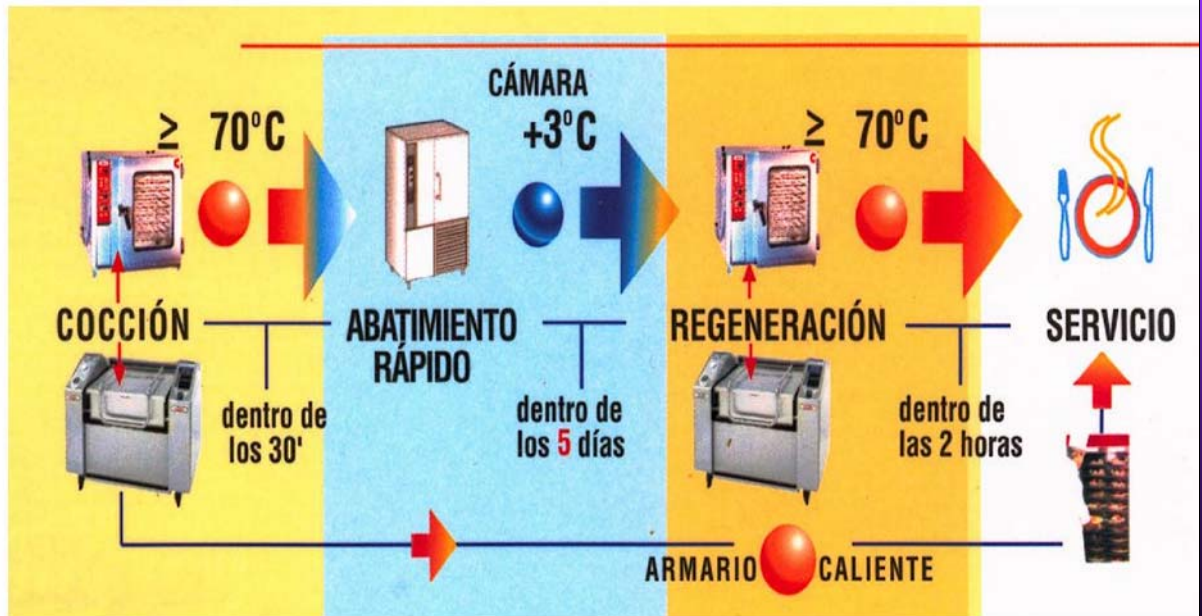 CÁMARA
≥ 70°C
+3°C
≥ 70°C
COCCIÓN
ABATIMIENTO
RÁPIDO
REGENERACIÓN
SERVICIO
dentro de
los 30'
dentro de
los 5 días
dentro de
las 2 horas
ARMARIO CALIENTE